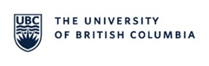 UBC
THE UNIVERSITY
OF BRITISH COLUMBIA